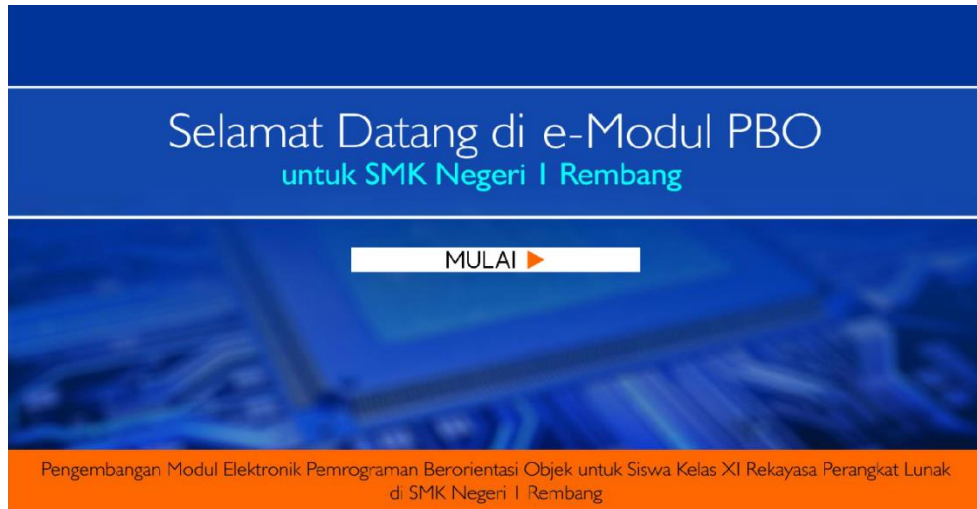 Selamat Datang di e-Modul PBO
untuk SMK Negeri 1 Rembang
MULAI
Pengembangan Modul Elektronik Pemrograman Berorientasi Objek untuk Siswa Kelas XI Rekayasa Perangkat Lunak
di SMK Negeri 1 Rembang